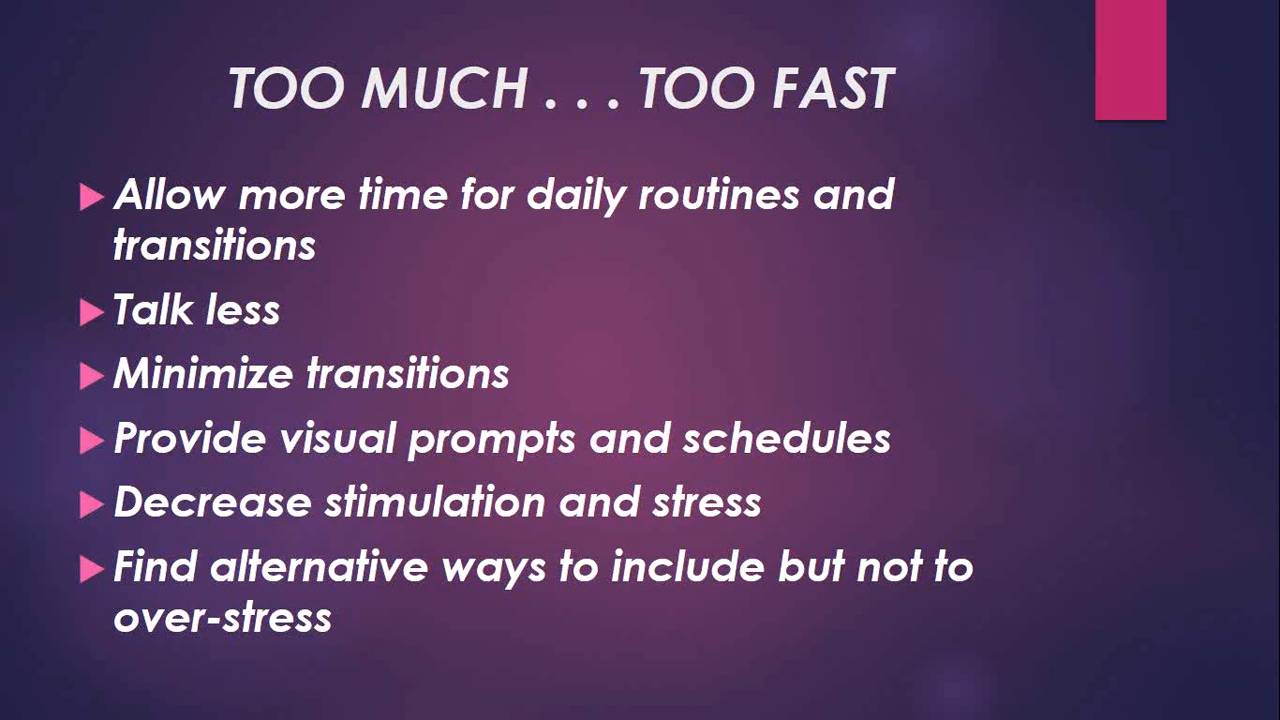 TOO MUCH . . . TOO FAST
Allow more time for daily routines and
transitions
Talk less
Minimize transitions
Provide visual prompts and schedules
Decrease stimulation and stress
Find alternative ways to include but not to
over-stress